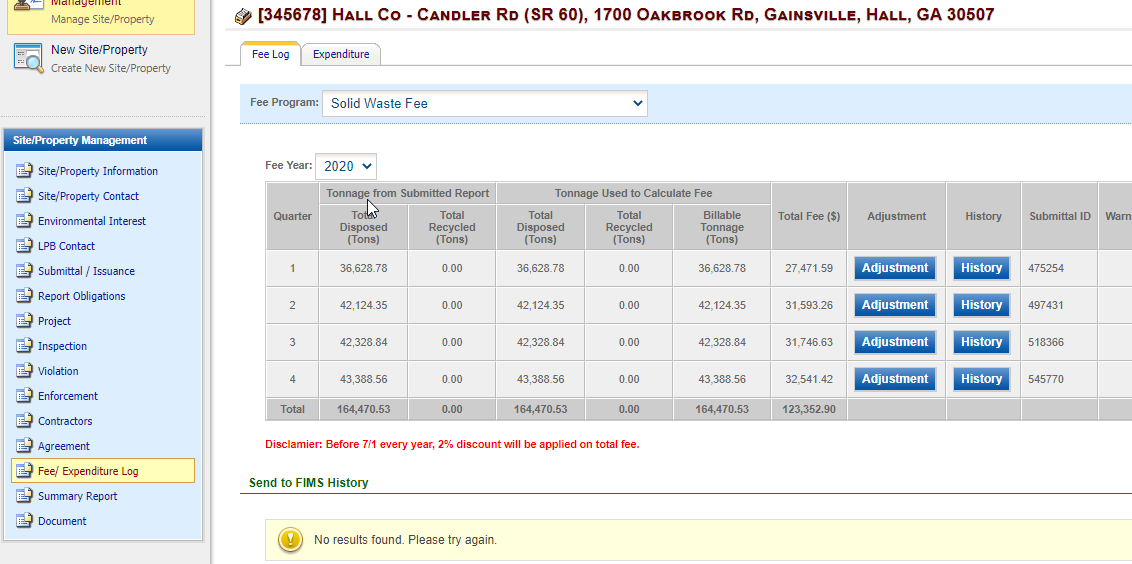 Management
Manage Site/Property
New Site/Property
Create New Site/Property
Site/Property Management
Site/Property Information
Site/Property Contact
Environmental Interest
LPB Contact
Submittal / Issuance
Report Obligations
Project
Inspection
Violation
Enforcement
Contractors
Agreement
Fee/ Expenditure Log
Summary Report
Document
[345678] Hall Co - Candler Rd (SR 60), 1700 Oakbrook Rd, Gainsville, Hall, GA 30507
Fee Log Expenditure
Fee Program: Solid Waste Fee
Fee Year: 2020
Quarter Tonnage from Submitted Report Tonnage Used to Calculate Fee Total Fee ($) Adjustment History Submittal ID Warn
Total Disposed (Tons) Total Recycled (Tons) Total Disposed (Tons) Total Recycled (Tons) Billable Tonnage (Tons)
1 36,628.78 0.00 36,628.78 0.00 36,628.78 27,471.59 Adjustment History 475254
2 42,124.35 0.00 42,124.35 0.00 42,124.35 31,593.26 Adjustment History 497431
3 42,328.84 0.00 42,328.84 0.00 42,328.84 31,746.63 Adjustment History 518366
4 43,388.56 0.00 43,388.56 0.00 43,388.56 32,541.42 Adjustment History 545770
Total 164,470.53 0.00 164,470.53 0.00 164,470.53 123,352.90
Disclamier: Before 7/1 every year, 2% discount will be applied on total fee.
Send to FIMS History
No results found. Please try again.